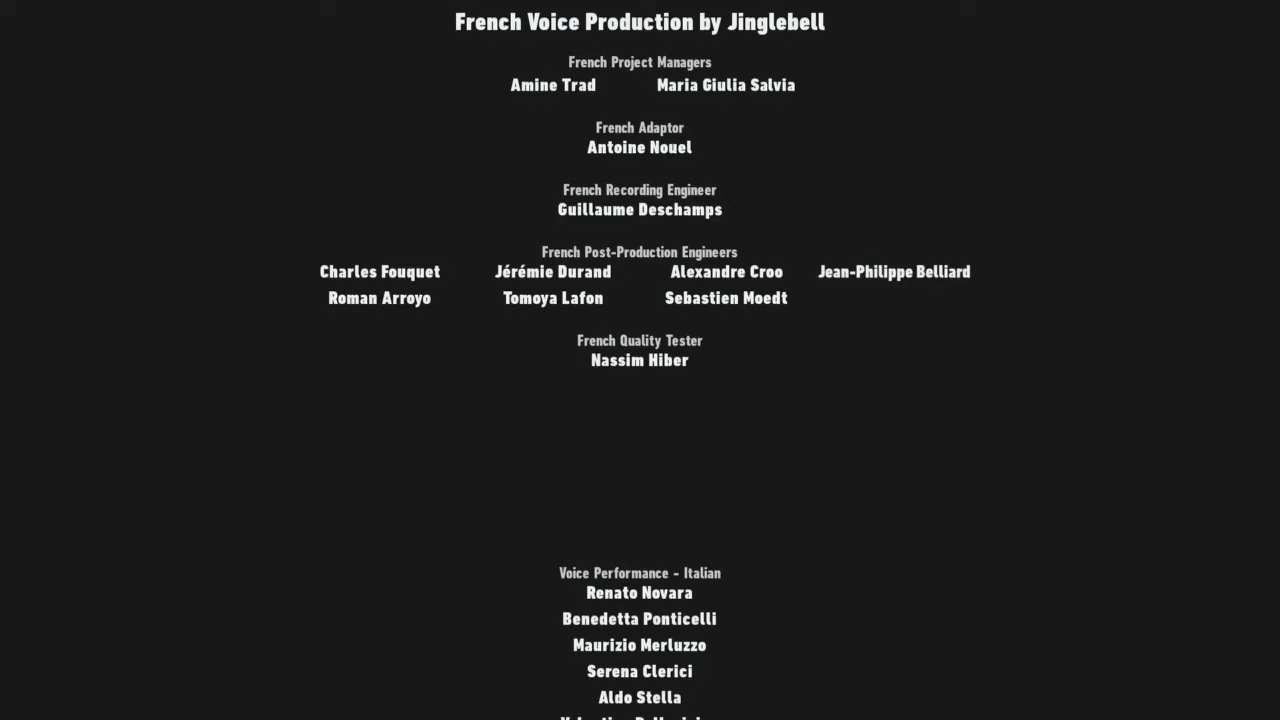 French Voice Production by Jinglebell
French Project Managers
Amine Trad Maria Giulia Salvia
French Adaptor
Antoine Nouel
French Recording Engineer
Guillaume Deschamps
French Post-Production Engineers
Charles Fouquet Jérémie Durand Alexandre Croo Jean-Philippe Belliard
Roman Arroyo Tomoya Lafon Sebastien Moedt
French Quality Tester
Nassim Hiber
Voice Performance - Italian
Renato Novara
Benedetta Ponticelli
Maurizio Merluzzo
Serena Clerici
Aldo Stella